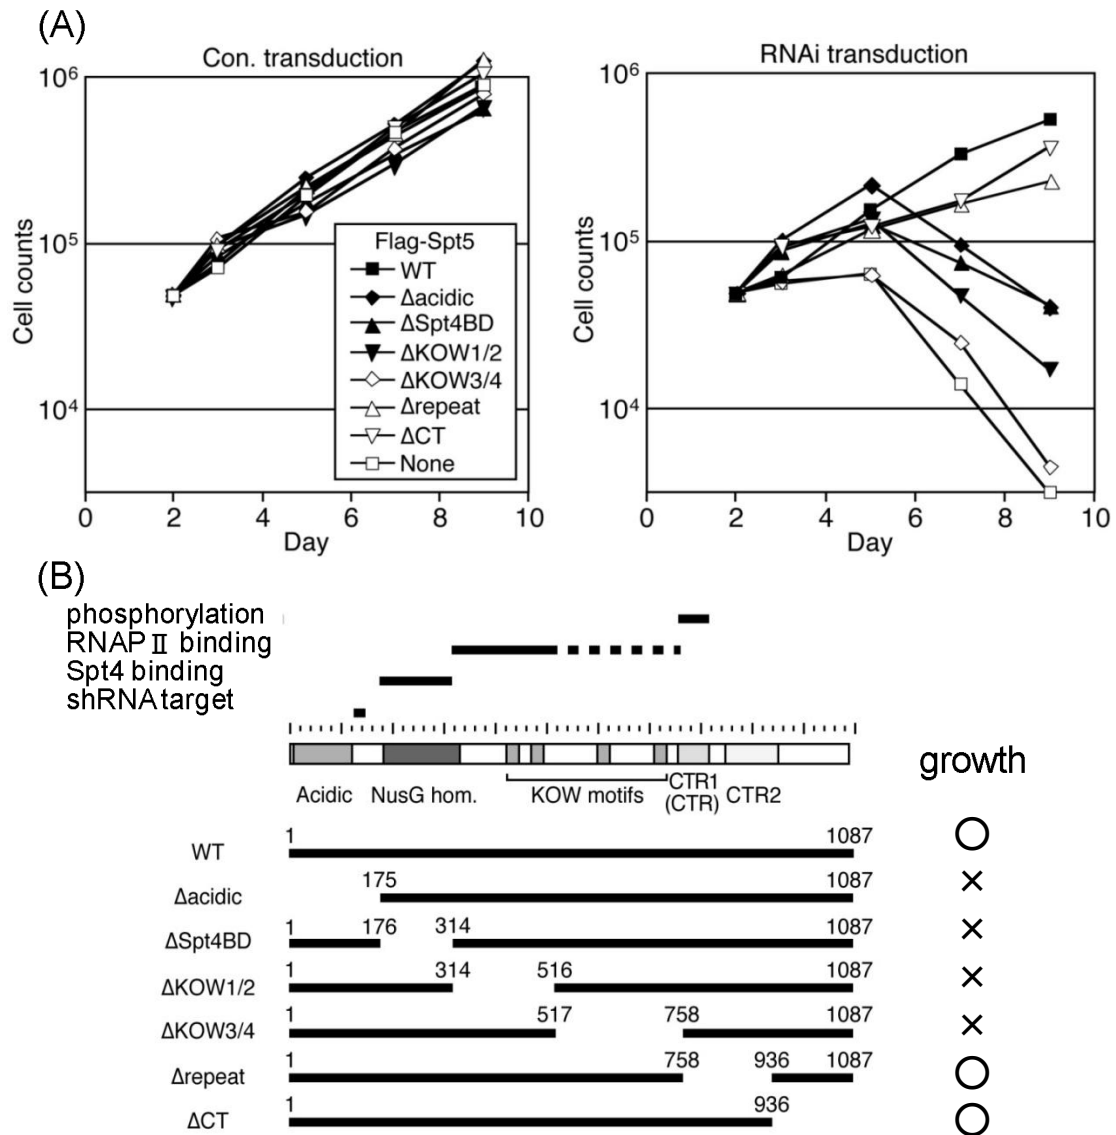 (A)
Con. transduction
RNAi transduction
10⁶
10⁵
10⁴
Cell counts
Flag-Spt5
WT
Δacidic
ΔSpt4BD
ΔKOW1/2
ΔKOW3/4
Δrepeat
ΔCT
None
0 2 4 6 8 10
Day
10⁶
10⁵
10⁴
Cell counts
0 2 4 6 8 10
Day
(B)
phosphorylation
RNAPⅡ binding
Spt4 binding
shRNA target
growth
Acidic NusG hom. KOW motifs CTR1 (CTR) CTR2
WT 1 1087 ○
Δacidic 175 1087 ×
ΔSpt4BD 1 176 314 1087 ×
ΔKOW1/2 1 314 516 1087 ×
ΔKOW3/4 1 517 758 1087 ×
Δrepeat 1 758 936 1087 ○
ΔCT 1 936 ○